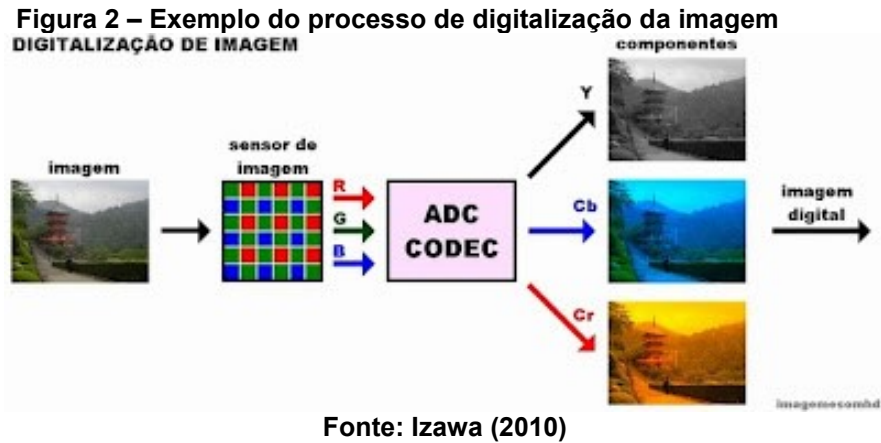 Figura 2 – Exemplo do processo de digitalização da imagem
DIGITALIZAÇÃO DE IMAGEM
componentes
Y
sensor de
imagem
imagem
R
G
B
ADC
CODEC
Cb
imagem
digital
Cr
imagemesomhd
Fonte: Izawa (2010)